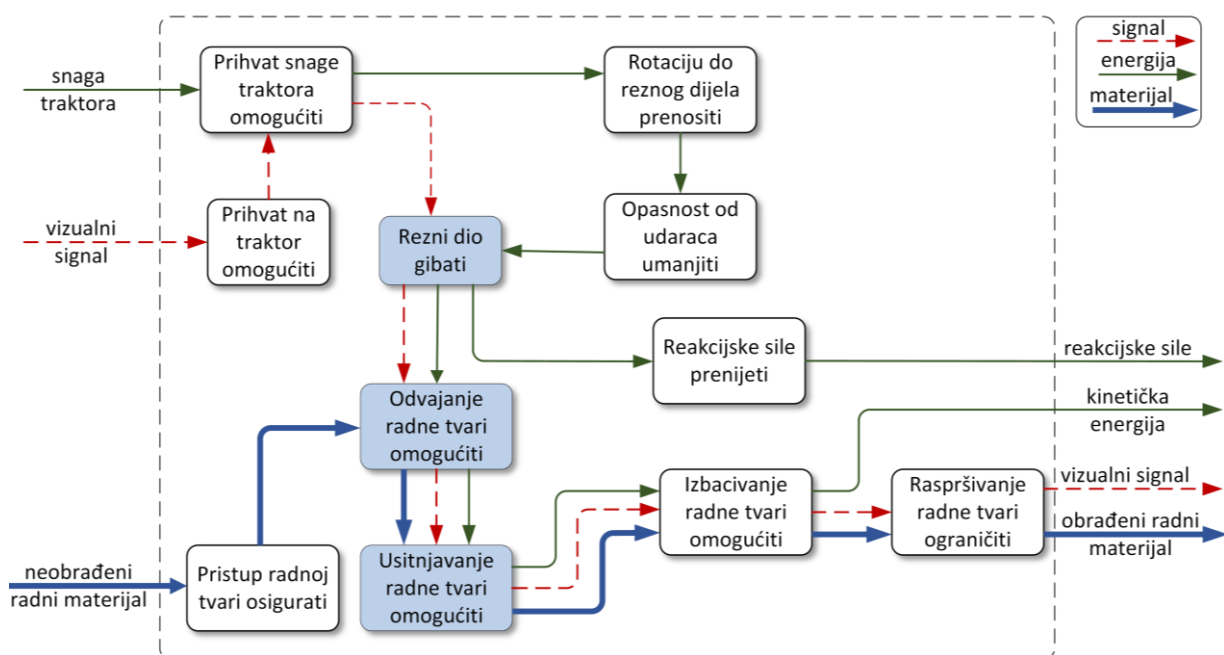 snaga
traktora
Prihvat snage
traktora
omogućiti
Rotaciju do
reznog dijela
prenositi
signal
energija
materijal
vizualni
signal
Prihvat na
traktor
omogućiti
Rezni dio
gibati
Opasnost od
udaraca
umanjiti
Reakcijske sile
prenijeti
reakcijske sile
Odvajanje
radne tvari
omogućiti
kinetička
energija
neobrađeni
radni materijal
Pristup radnoj
tvari osigurati
Usitnjavanje
radne tvari
omogućiti
Izbacivanje
radne tvari
omogućiti
Raspršivanje
radne tvari
ograničiti
vizualni signal
obrađeni radni
materijal